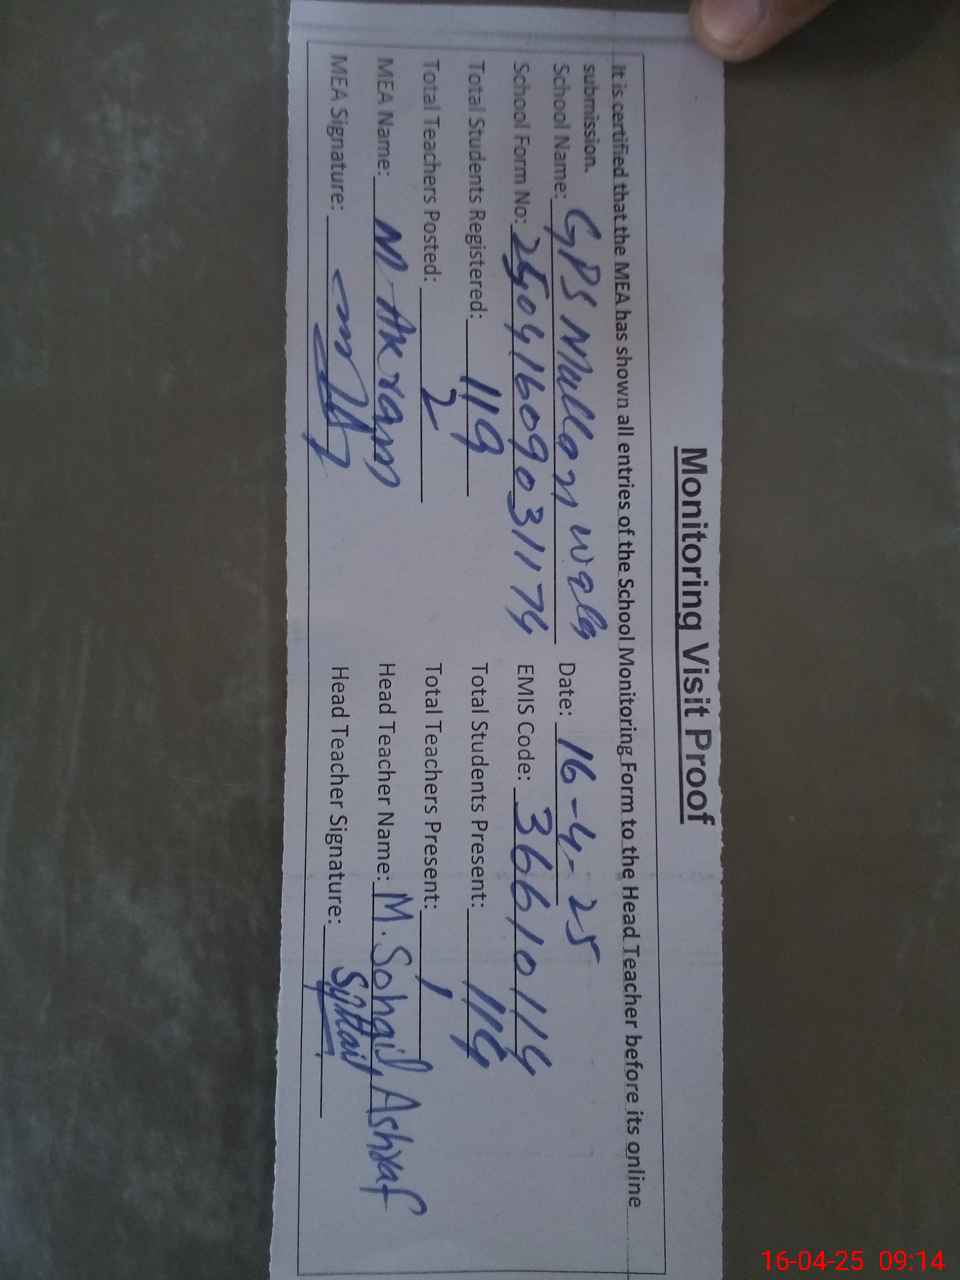 Monitoring Visit Proof
It is certified that the MEA has shown all entries of the School Monitoring Form to the Head Teacher before its online
submission.
School Name: GPS Mullan wala Date: 16-4-25
School Form No: 25041609031174 EMIS Code: 36610114
Total Students Registered: 119 Total Students Present: 114
Total Teachers Posted: 2 Total Teachers Present: 1
MEA Name: M. Akram Head Teacher Name: M. Sohail Ashraf
MEA Signature: Head Teacher Signature: Sohail
16-04-25 09:14